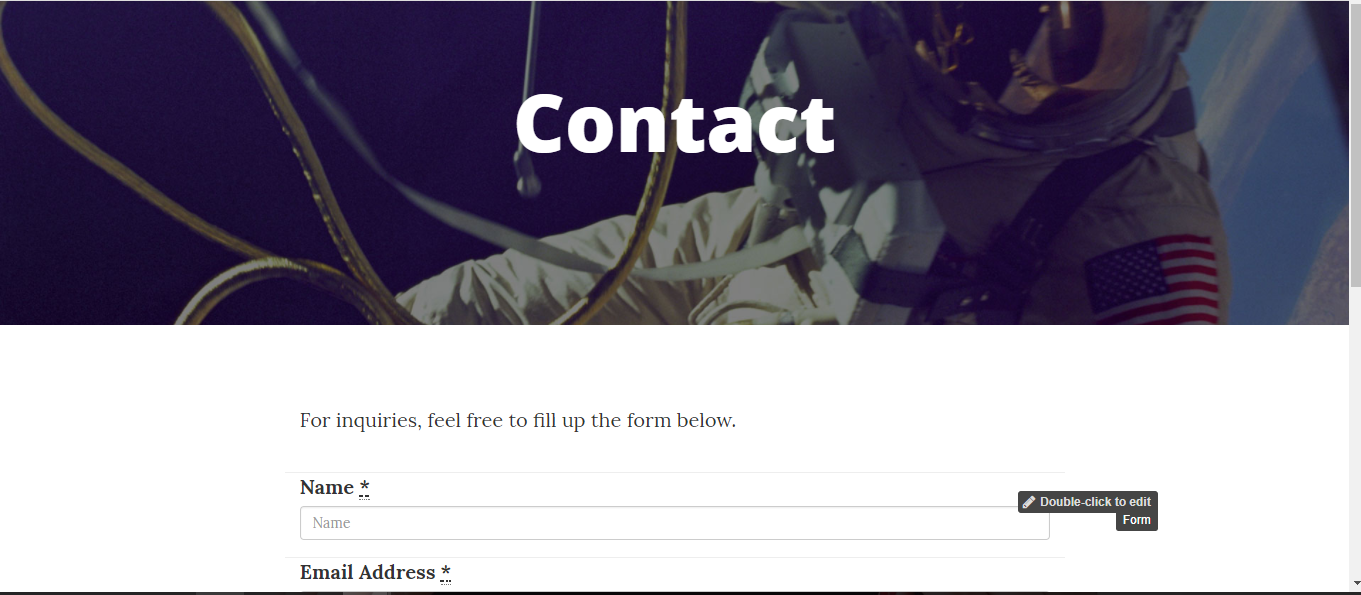 Contact
For inquiries, feel free to fill up the form below.
Name *
Double-click to edit
Name
Form
Email Address *